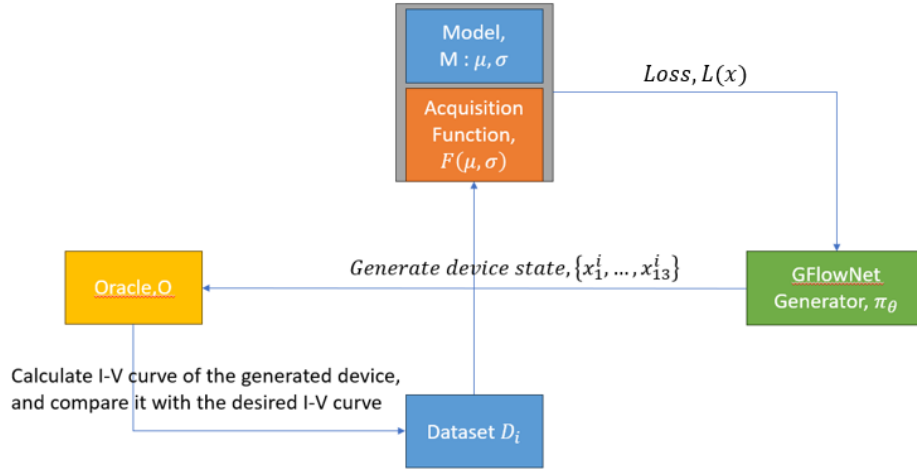 Model,
M : μ, σ
Acquisition
Function,
F(μ, σ)
Loss, L(x)
Generate device state, {x₁ⁱ, …, x₁₃ⁱ}
Oracle,O
GFlowNet
Generator, π_θ
Calculate I-V curve of the generated device,
and compare it with the desired I-V curve
Dataset Dᵢ